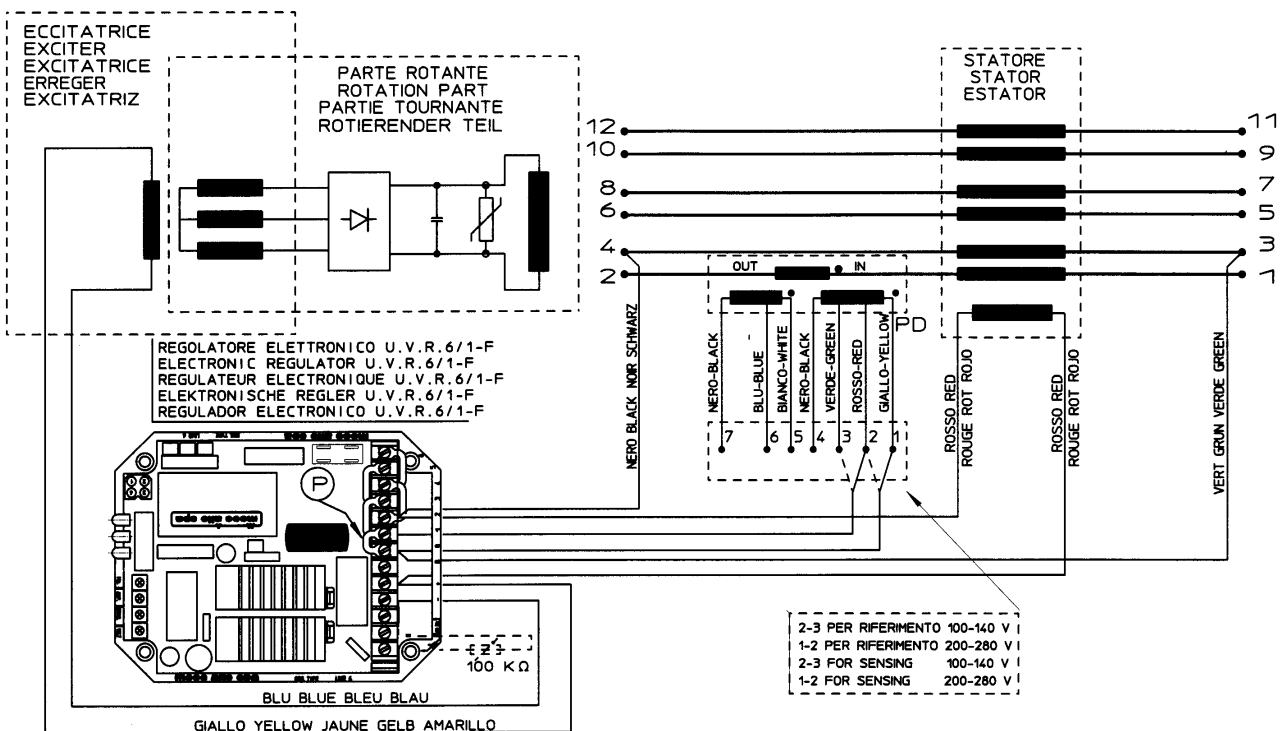 ECCITATRICE
EXCITER
EXCITATRICE
ERREGER
EXCITATRIZ
PARTE ROTANTE
ROTATION PART
PARTIE TOURNANTE
ROTIERENDER TEIL
STATORE
STATOR
ESTATOR
12
10
8
6
4
2
11
9
7
5
3
1
OUT
IN
PD
NERO-BLACK
BLU-BLUE
BIANCO-WHITE
NERO-BLACK
VERDE-GREEN
ROSSO-RED
GIALLO-YELLOW
7
6
5
4
3
2
1
NERO BLACK NOIR SCHWARZ
ROSSO RED
ROUGE ROT ROJO
ROSSO RED
ROUGE ROT ROJO
VERT GRUN VERDE GREEN
REGOLATORE ELETTRONICO U.V.R.6/1-F
ELECTRONIC REGULATOR U.V.R.6/1-F
REGULATEUR ELECTRONIQUE U.V.R.6/1-F
ELEKTRONISCHE REGLER U.V.R.6/1-F
REGULADOR ELECTRONICO U.V.R.6/1-F
P
mecc alte spa
100 KΩ
2-3 PER RIFERIMENTO 100-140 V
1-2 PER RIFERIMENTO 200-280 V
2-3 FOR SENSING 100-140 V
1-2 FOR SENSING 200-280 V
BLU BLUE BLEU BLAU
GIALLO YELLOW JAUNE GELB AMARILLO